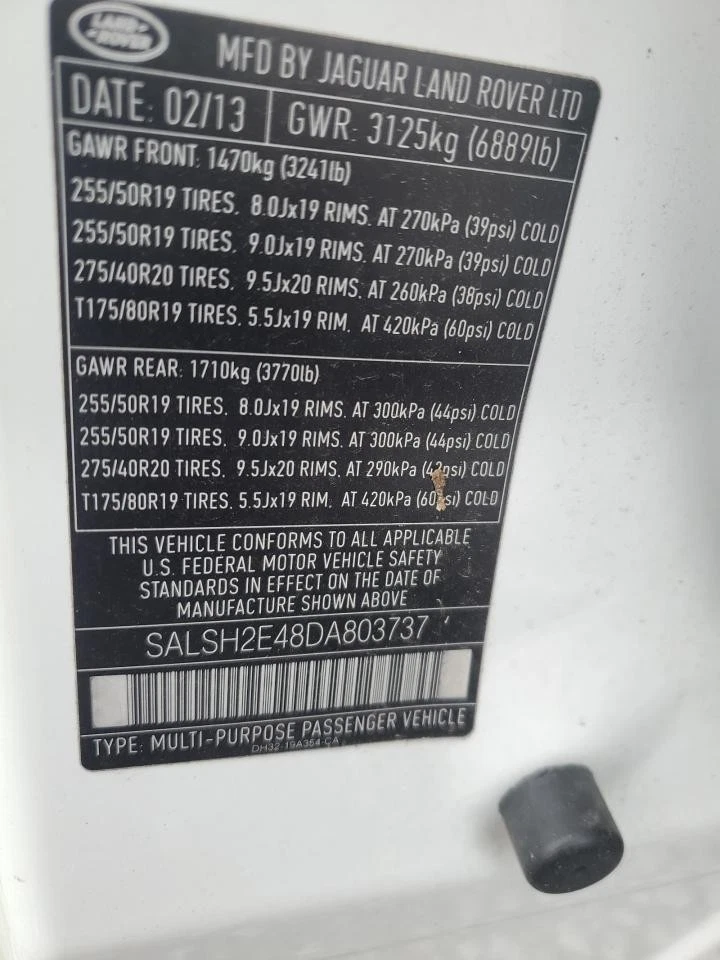 LAND ROVER
MFD BY JAGUAR LAND ROVER LTD
DATE: 02/13 GWR: 3125kg (6889lb)
GAWR FRONT: 1470kg (3241lb)
255/50R19 TIRES, 8.0Jx19 RIMS, AT 270kPa (39psi) COLD
255/50R19 TIRES, 9.0Jx19 RIMS, AT 270kPa (39psi) COLD
275/40R20 TIRES, 9.5Jx20 RIMS, AT 260kPa (38psi) COLD
T175/80R19 TIRES, 5.5Jx19 RIM, AT 420kPa (60psi) COLD
GAWR REAR: 1710kg (3770lb)
255/50R19 TIRES, 8.0Jx19 RIMS, AT 300kPa (44psi) COLD
255/50R19 TIRES, 9.0Jx19 RIMS, AT 300kPa (44psi) COLD
275/40R20 TIRES, 9.5Jx20 RIMS, AT 290kPa (42psi) COLD
T175/80R19 TIRES, 5.5Jx19 RIM, AT 420kPa (60psi) COLD
THIS VEHICLE CONFORMS TO ALL APPLICABLE
U.S. FEDERAL MOTOR VEHICLE SAFETY
STANDARDS IN EFFECT ON THE DATE OF
MANUFACTURE SHOWN ABOVE
SALSH2E48DA803737
TYPE: MULTI-PURPOSE PASSENGER VEHICLE
DH32-19A354-CA